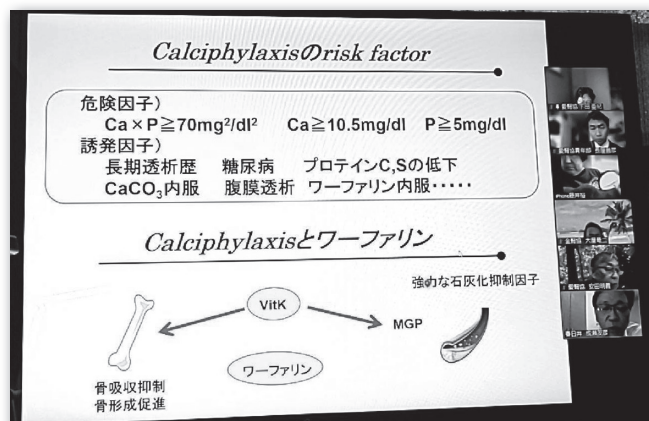 Calciphylaxisのrisk factor
危険因子）
Ca×P≧70mg²/dl² Ca≧10.5mg/dl P≧5mg/dl
誘発因子）
長期透析歴 糖尿病 プロテインC,Sの低下
CaCO₃内服 腹膜透析 ワーファリン内服‥‥‥
Calciphylaxisとワーファリン
強力な石灰化抑制因子
VitK
MGP
ワーファリン
骨吸収抑制
骨形成促進